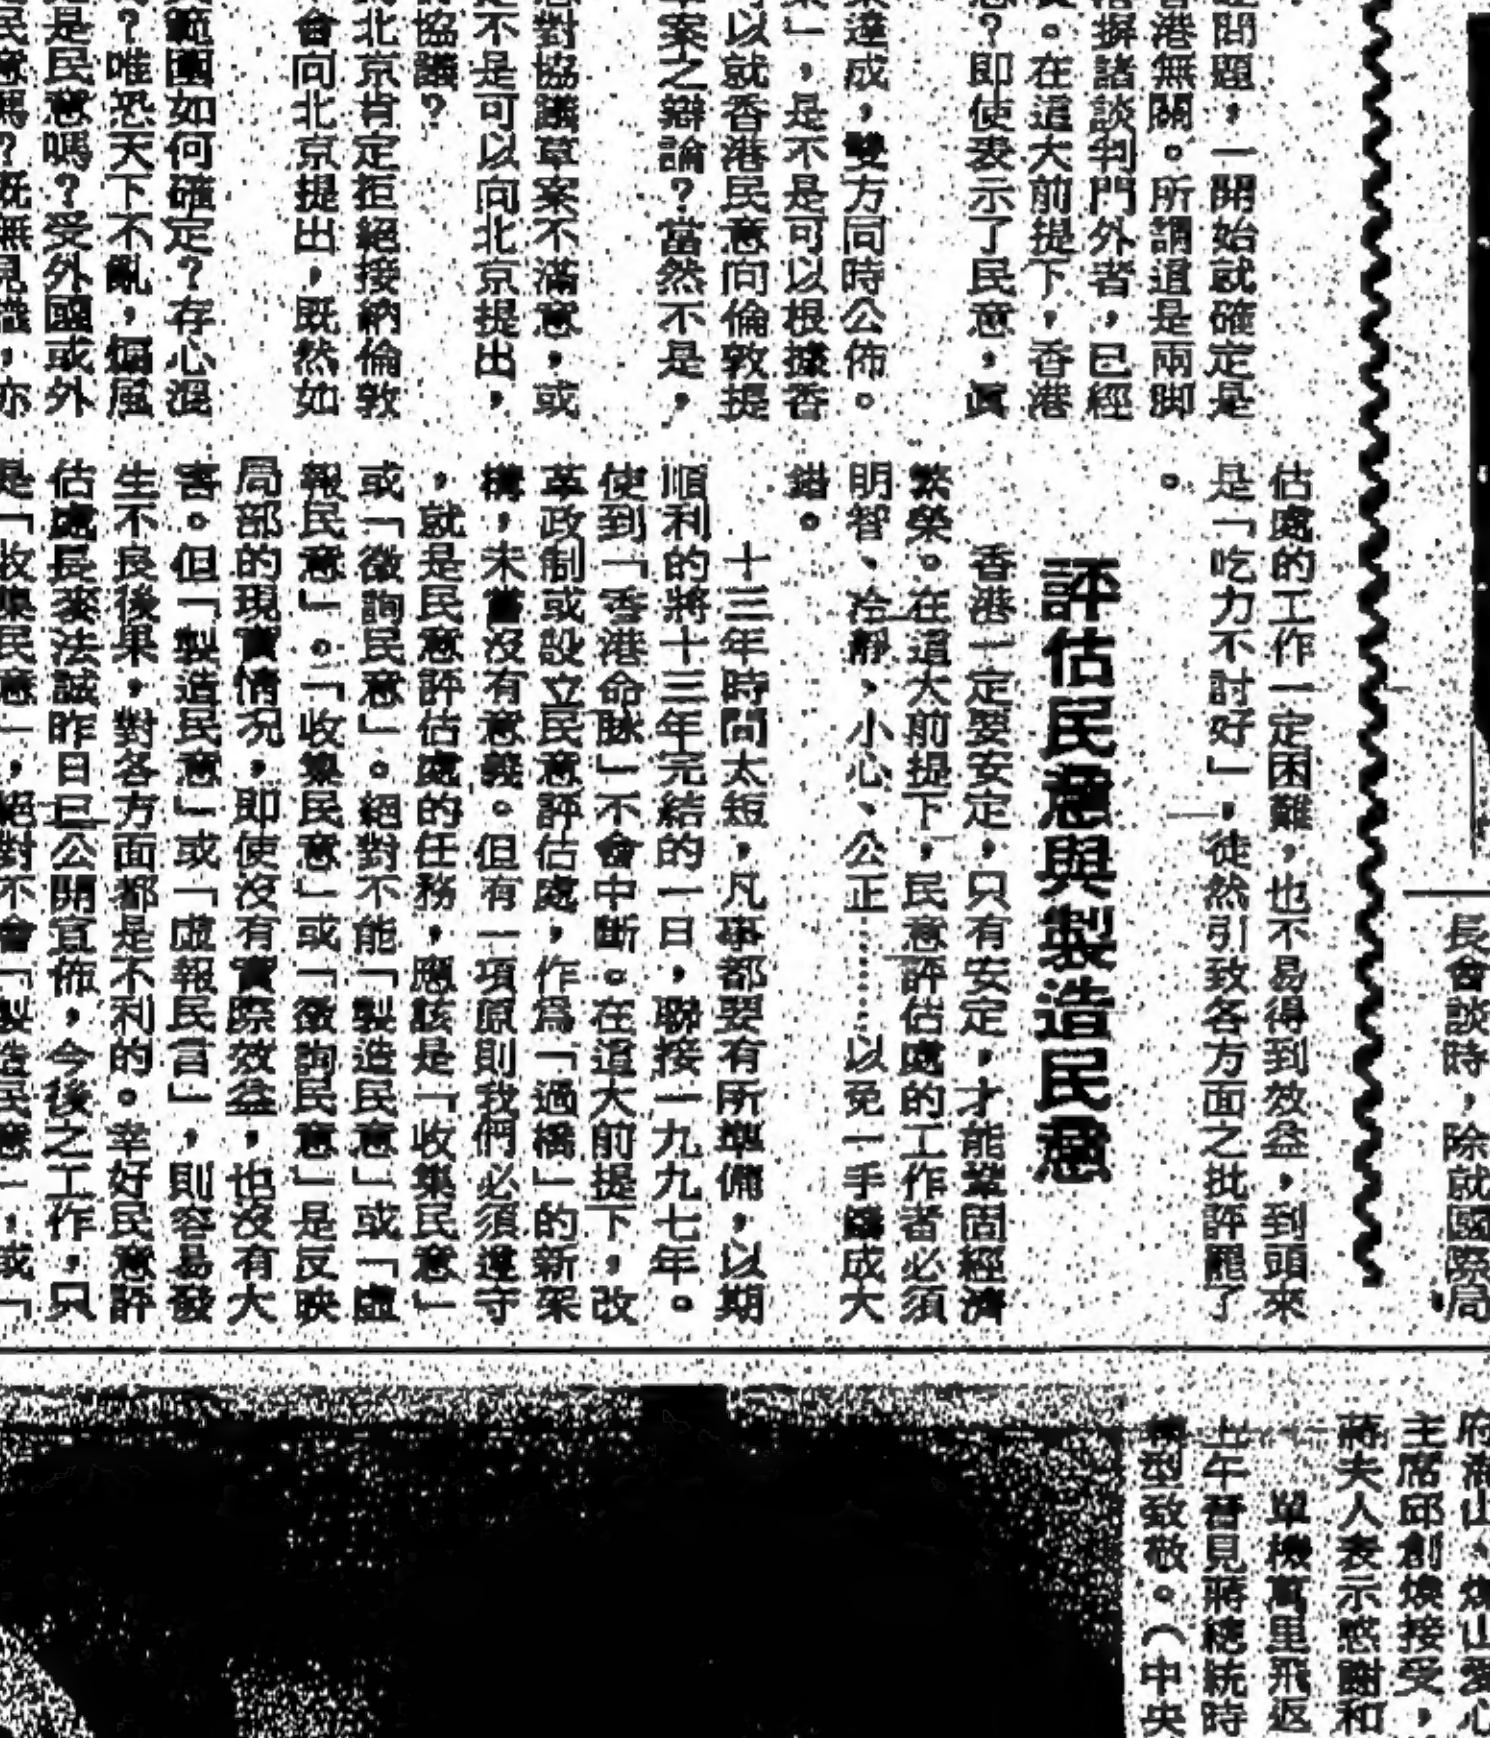 問題，一開始就確定是
香港無關。所謂這是兩脚
摒諸談判門外者，已經
。在這大前提下，香港
？即使表示了民意，眞
達成，雙方同時公佈。
」，是不是可以根據香
以就香港民意向倫敦提
案之辯論？當然不是，
對協議草案不滿意，或
不是可以向北京提出，
協議？
北京肯定拒絕接納倫敦
會向北京提出，既然如
範圍如何確定？存心混
？唯恐天下不亂，煽風
是民意嗎？受外國或外
民意嗎？既無見識，亦
估處的工作一定困難，也不易得到效益，到頭來
是「吃力不討好」，徒然引致各方面之批評罷了
。
評估民意與製造民意
香港一定要安定，只有安定，才能鞏固經濟
繁榮。在這大前提下，民意評估處的工作者必須
明智、冷靜，小心、公正……以免一手鑄成大
錯。
十三年時間太短，凡事都要有所準備，以期
順利的將十三年完結的一日，聯接一九九七年。
使到「香港命脉」不會中斷。在這大前提下，改
革政制或設立民意評估處，作爲「過橋」的新架
構，未嘗沒有意義。但有一項原則我們必須遵守
，就是民意評估處的任務，應該是「收集民意」
或「徵詢民意」。絕對不能「製造民意」或「虛
報民意」。「收集民意」或「徵詢民意」是反映
局部的現實情况，即使沒有實際效益，也沒有大
害。但「製造民意」或「虛報民言」，則容易發
生不良後果，對各方面都是不利的。幸好民意評
估處長麥法誠昨日已公開宣佈，今後之工作，只
是「收集民意」，絕對不會「製造民意」，或「
長會談時，除就國際局
主席邱創煥接受，
蔣夫人表示感謝和
單機萬里飛返
上午晉見蔣總統時
型致敬。（中央